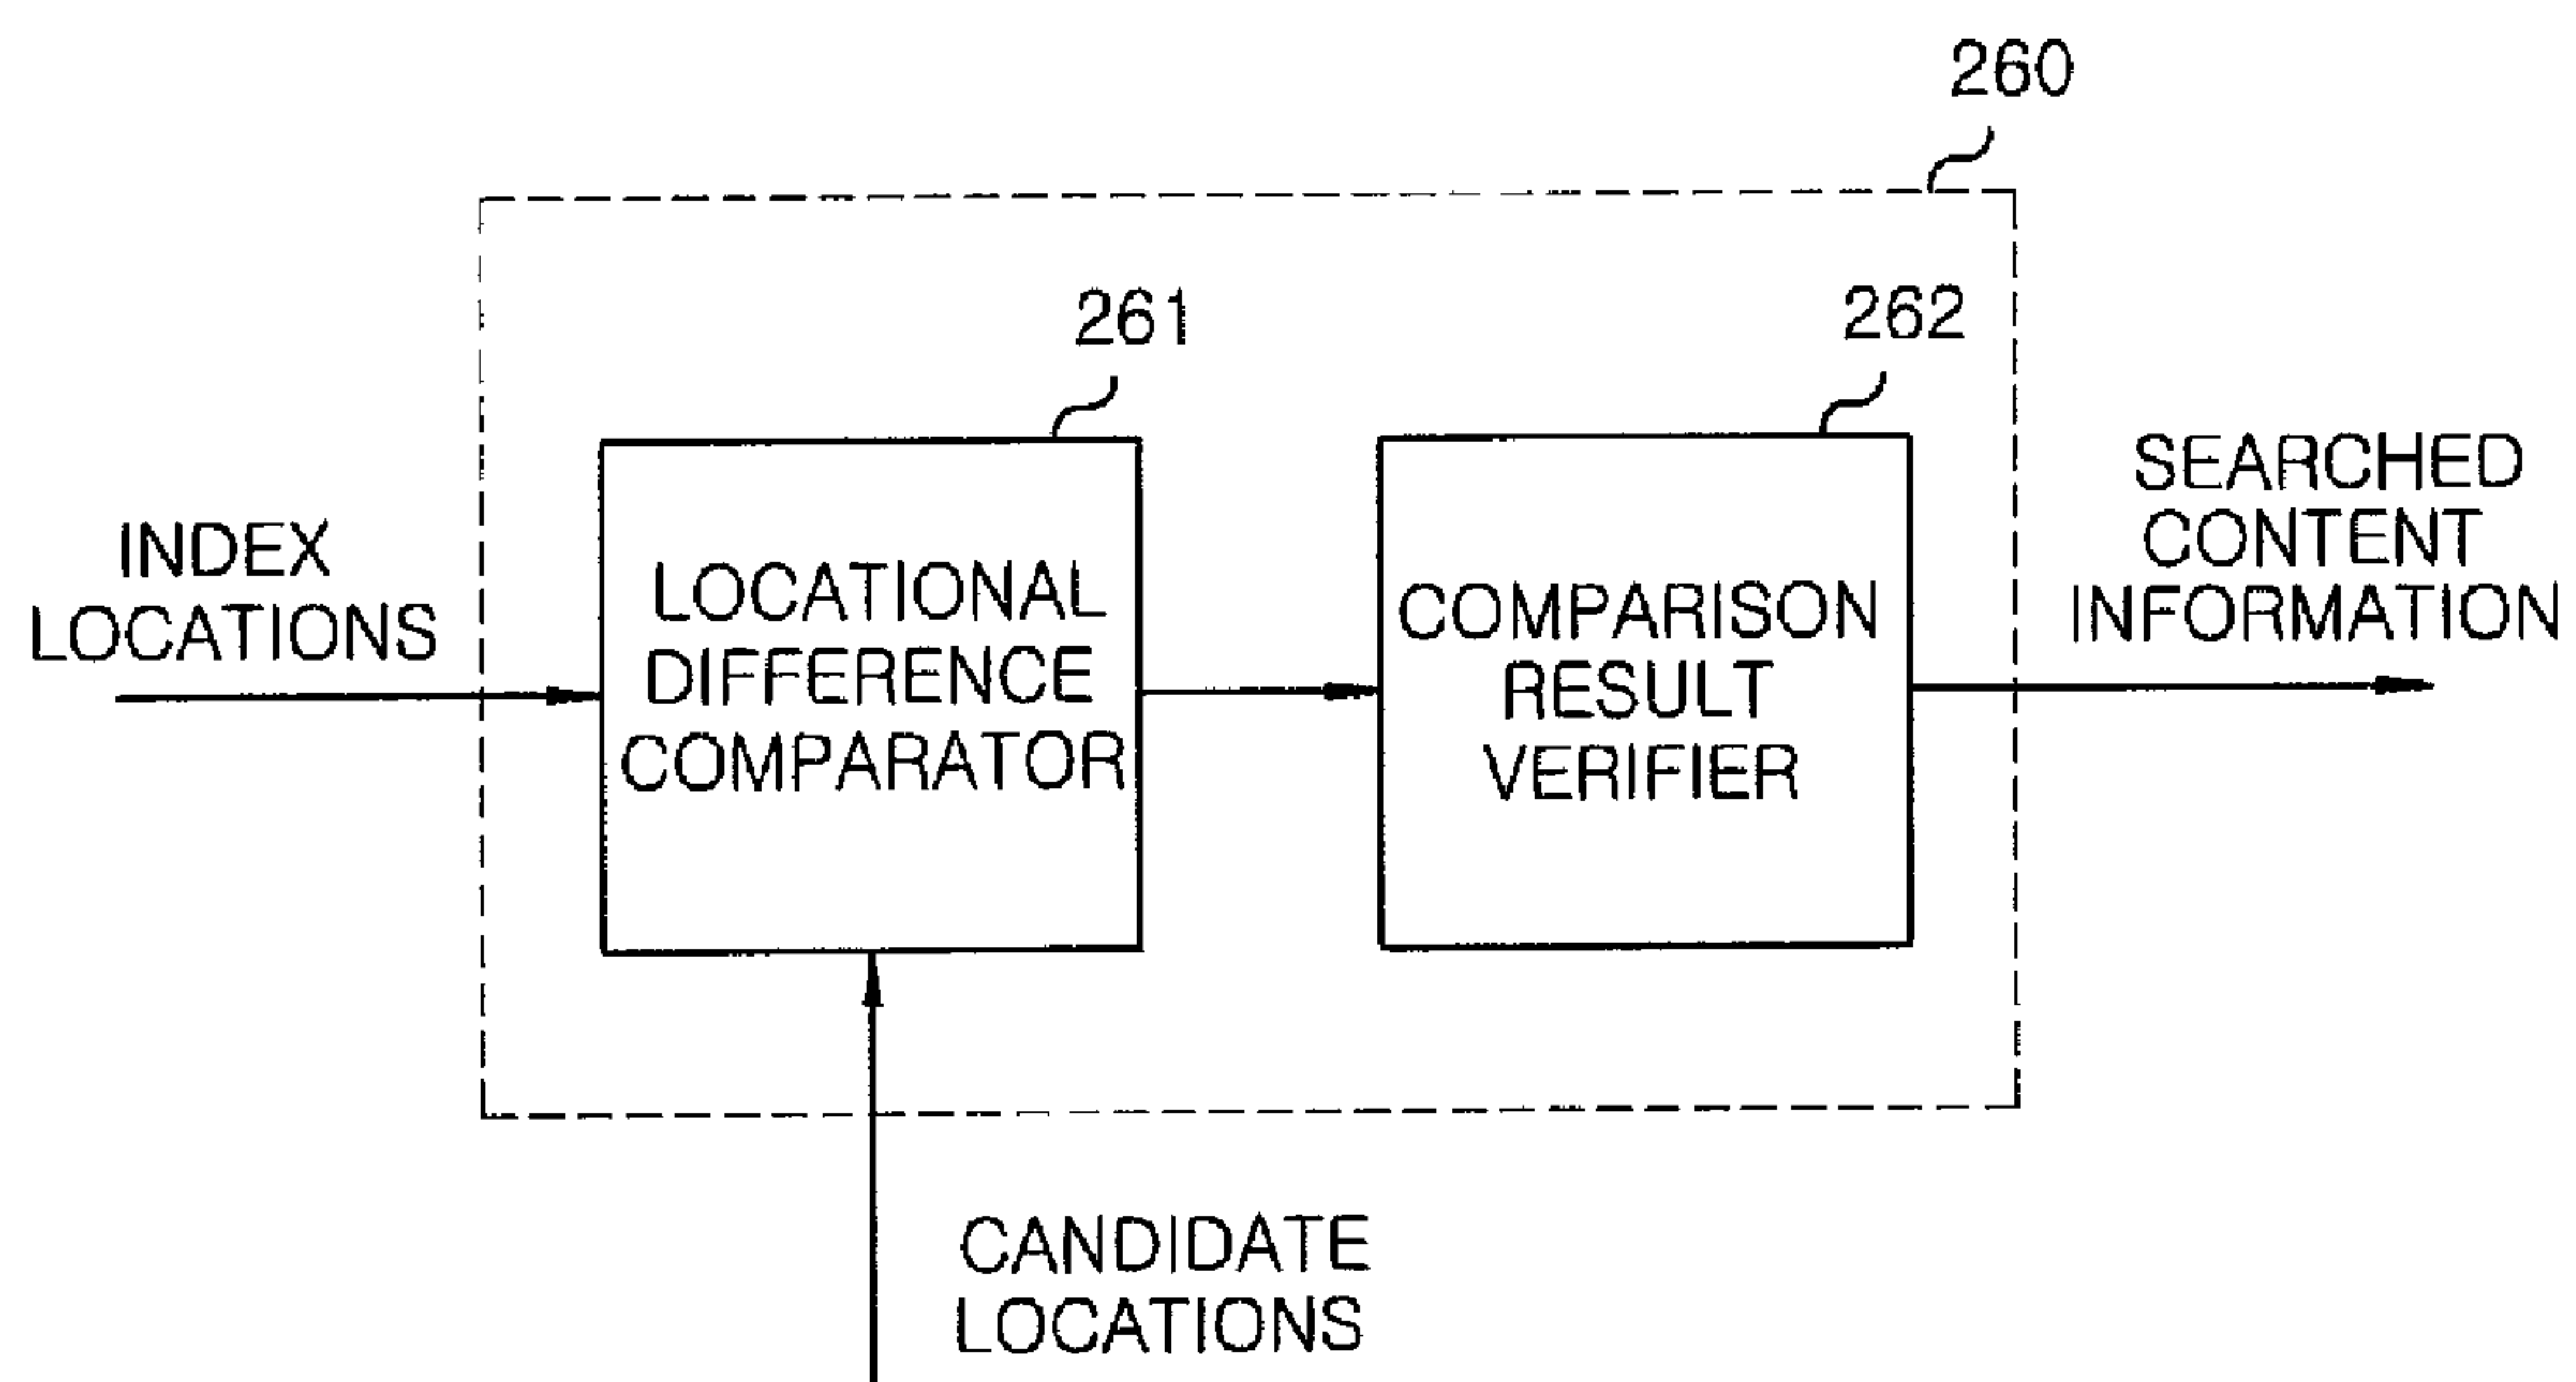 260
261
262
INDEX
LOCATIONS
LOCATIONAL
DIFFERENCE
COMPARATOR
COMPARISON
RESULT
VERIFIER
SEARCHED
CONTENT
INFORMATION
CANDIDATE
LOCATIONS